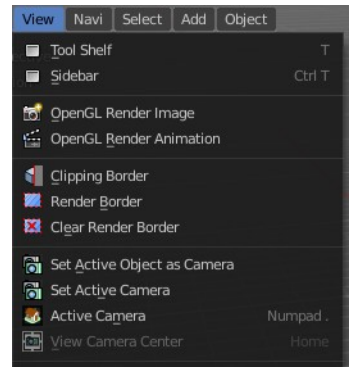 View Navi Select Add Object
Tool Shelf T
Sidebar Ctrl T
OpenGL Render Image
OpenGL Render Animation
Clipping Border
Render Border
Clear Render Border
Set Active Object as Camera
Set Active Camera
Active Camera Numpad .
View Camera Center Home